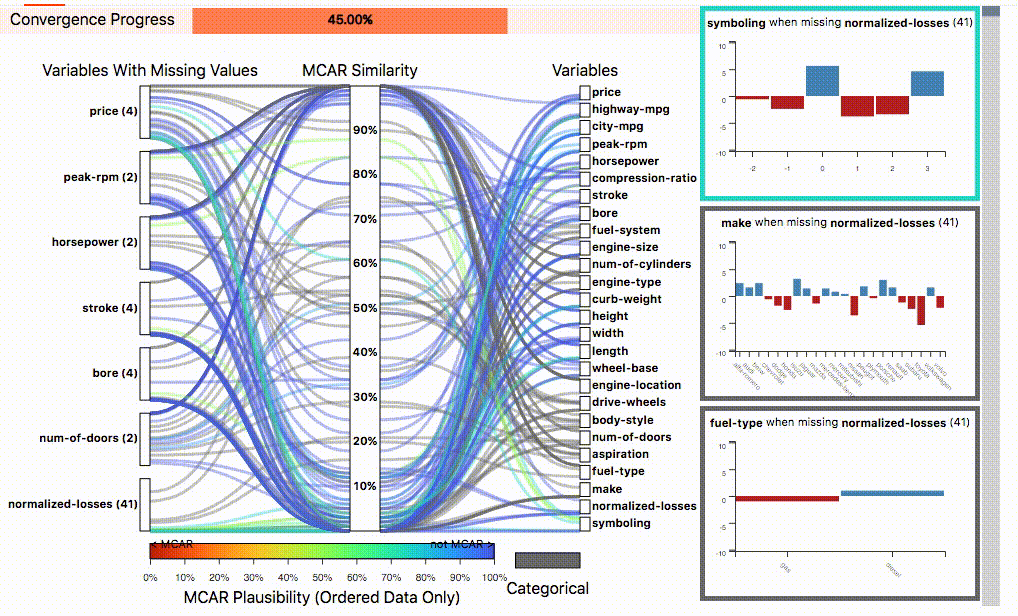 Convergence Progress
45.00%
Variables With Missing Values
MCAR Similarity
Variables
price (4)
peak-rpm (2)
horsepower (2)
stroke (4)
bore (4)
num-of-doors (2)
normalized-losses (41)
90%
80%
70%
60%
50%
40%
30%
20%
10%
price
highway-mpg
city-mpg
peak-rpm
horsepower
compression-ratio
stroke
bore
fuel-system
engine-size
num-of-cylinders
engine-type
curb-weight
height
width
length
wheel-base
engine-location
drive-wheels
body-style
num-of-doors
aspiration
fuel-type
make
normalized-losses
symboling
< MCAR
not MCAR >
0% 10% 20% 30% 40% 50% 60% 70% 80% 90% 100%
MCAR Plausibility (Ordered Data Only)
Categorical
symboling when missing normalized-losses (41)
10
5
0
-5
-10
-2 -1 0 1 2 3
make when missing normalized-losses (41)
10
5
0
-5
-10
fuel-type when missing normalized-losses (41)
10
5
0
-5
-10
gas
diesel